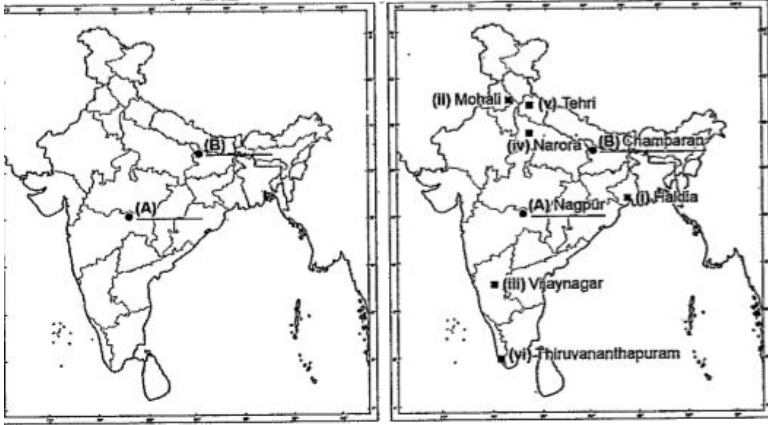 (B)
(A)
(ii) Mohali
(v) Tehri
(iv) Narora
(B) Champaran
(A) Nagpur
(i) Haldia
(iii) Vijaynagar
(vi) Thiruvananthapuram